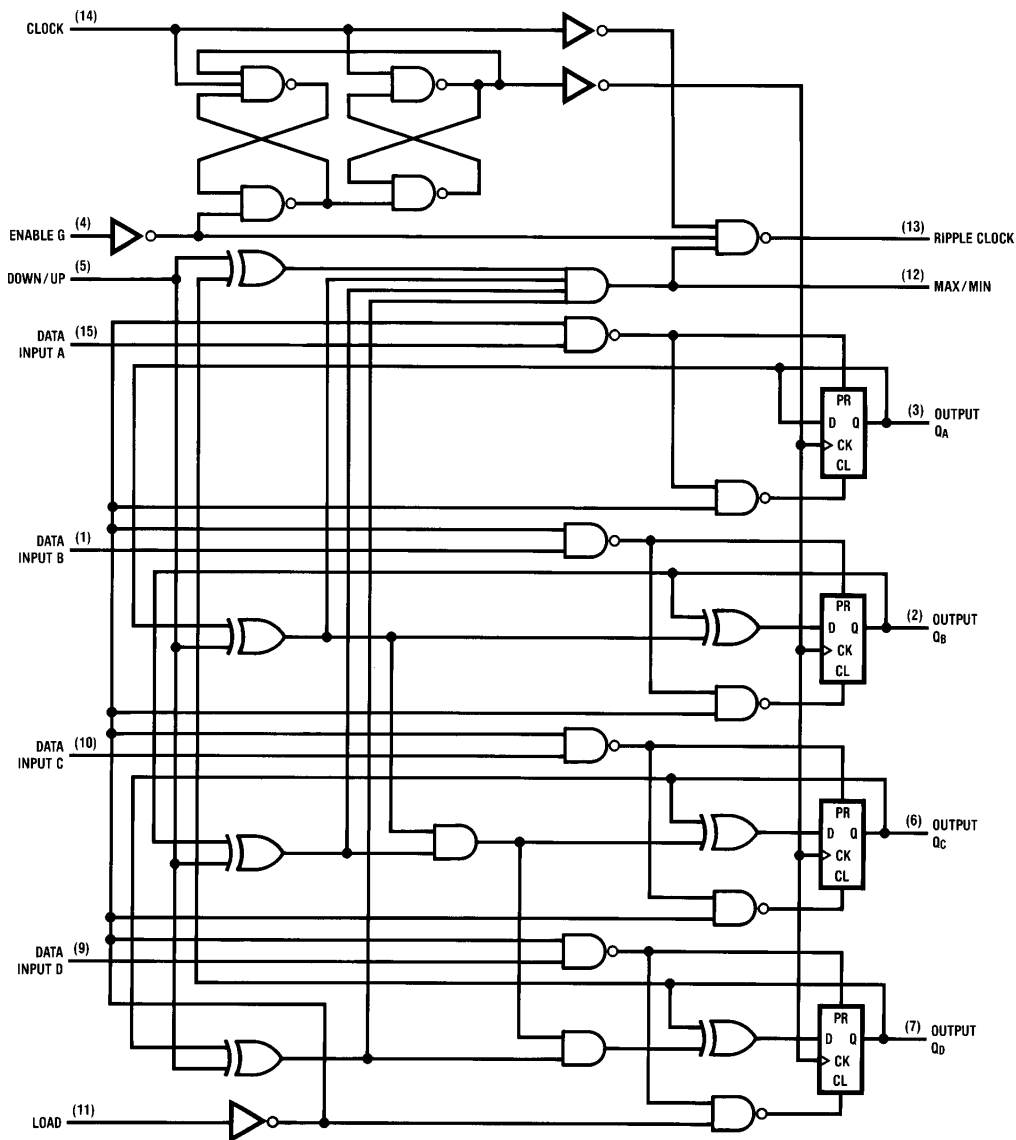 CLOCK (14)
ENABLE G (4)
(13) RIPPLE CLOCK
DOWN/UP (5)
(12) MAX/MIN
DATA INPUT A (15)
PR
D Q
CK
CL
(3) OUTPUT QA
DATA INPUT B (1)
PR
D Q
CK
CL
(2) OUTPUT QB
DATA INPUT C (10)
PR
D Q
CK
CL
(6) OUTPUT QC
DATA INPUT D (9)
PR
D Q
CK
CL
(7) OUTPUT QD
LOAD (11)